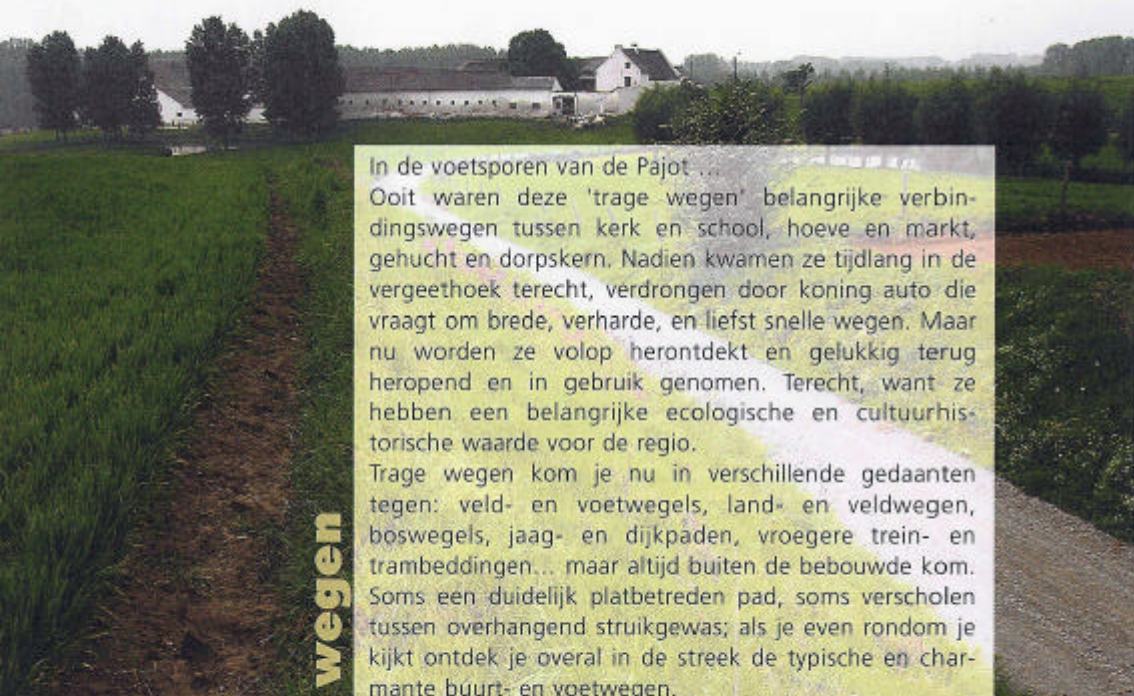 In de voetsporen van de Pajot ...
Ooit waren deze 'trage wegen' belangrijke verbin-
dingswegen tussen kerk en school, hoeve en markt,
gehucht en dorpskern. Nadien kwamen ze tijdlang in de
vergeethoek terecht, verdrongen door koning auto die
vraagt om brede, verharde, en liefst snelle wegen. Maar
nu worden ze volop herontdekt en gelukkig terug
heropend en in gebruik genomen. Terecht, want ze
hebben een belangrijke ecologische en cultuurhis-
torische waarde voor de regio.
Trage wegen kom je nu in verschillende gedaanten
tegen: veld- en voetwegels, land- en veldwegen,
boswegels, jaag- en dijkpaden, vroegere trein- en
trambeddingen... maar altijd buiten de bebouwde kom.
Soms een duidelijk platbetreden pad, soms verscholen
tussen overhangend struikgewas; als je even rondom je
kijkt ontdek je overal in de streek de typische en char-
mante buurt- en voetwegen.
wegen